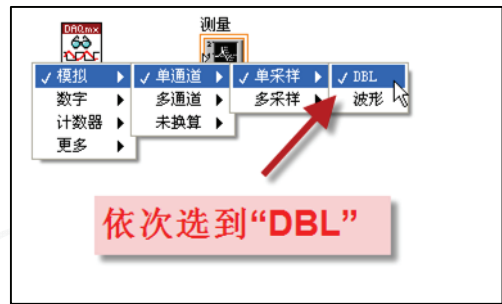 测量
DAQmx
✓模拟 ▶ ✓单通道 ▶ ✓单采样 ▶ ✓DBL
数字 ▶ 多通道 ▶ 多采样 ▶ 波形
计数器 ▶ 未换算 ▶
更多 ▶
依次选到“DBL”